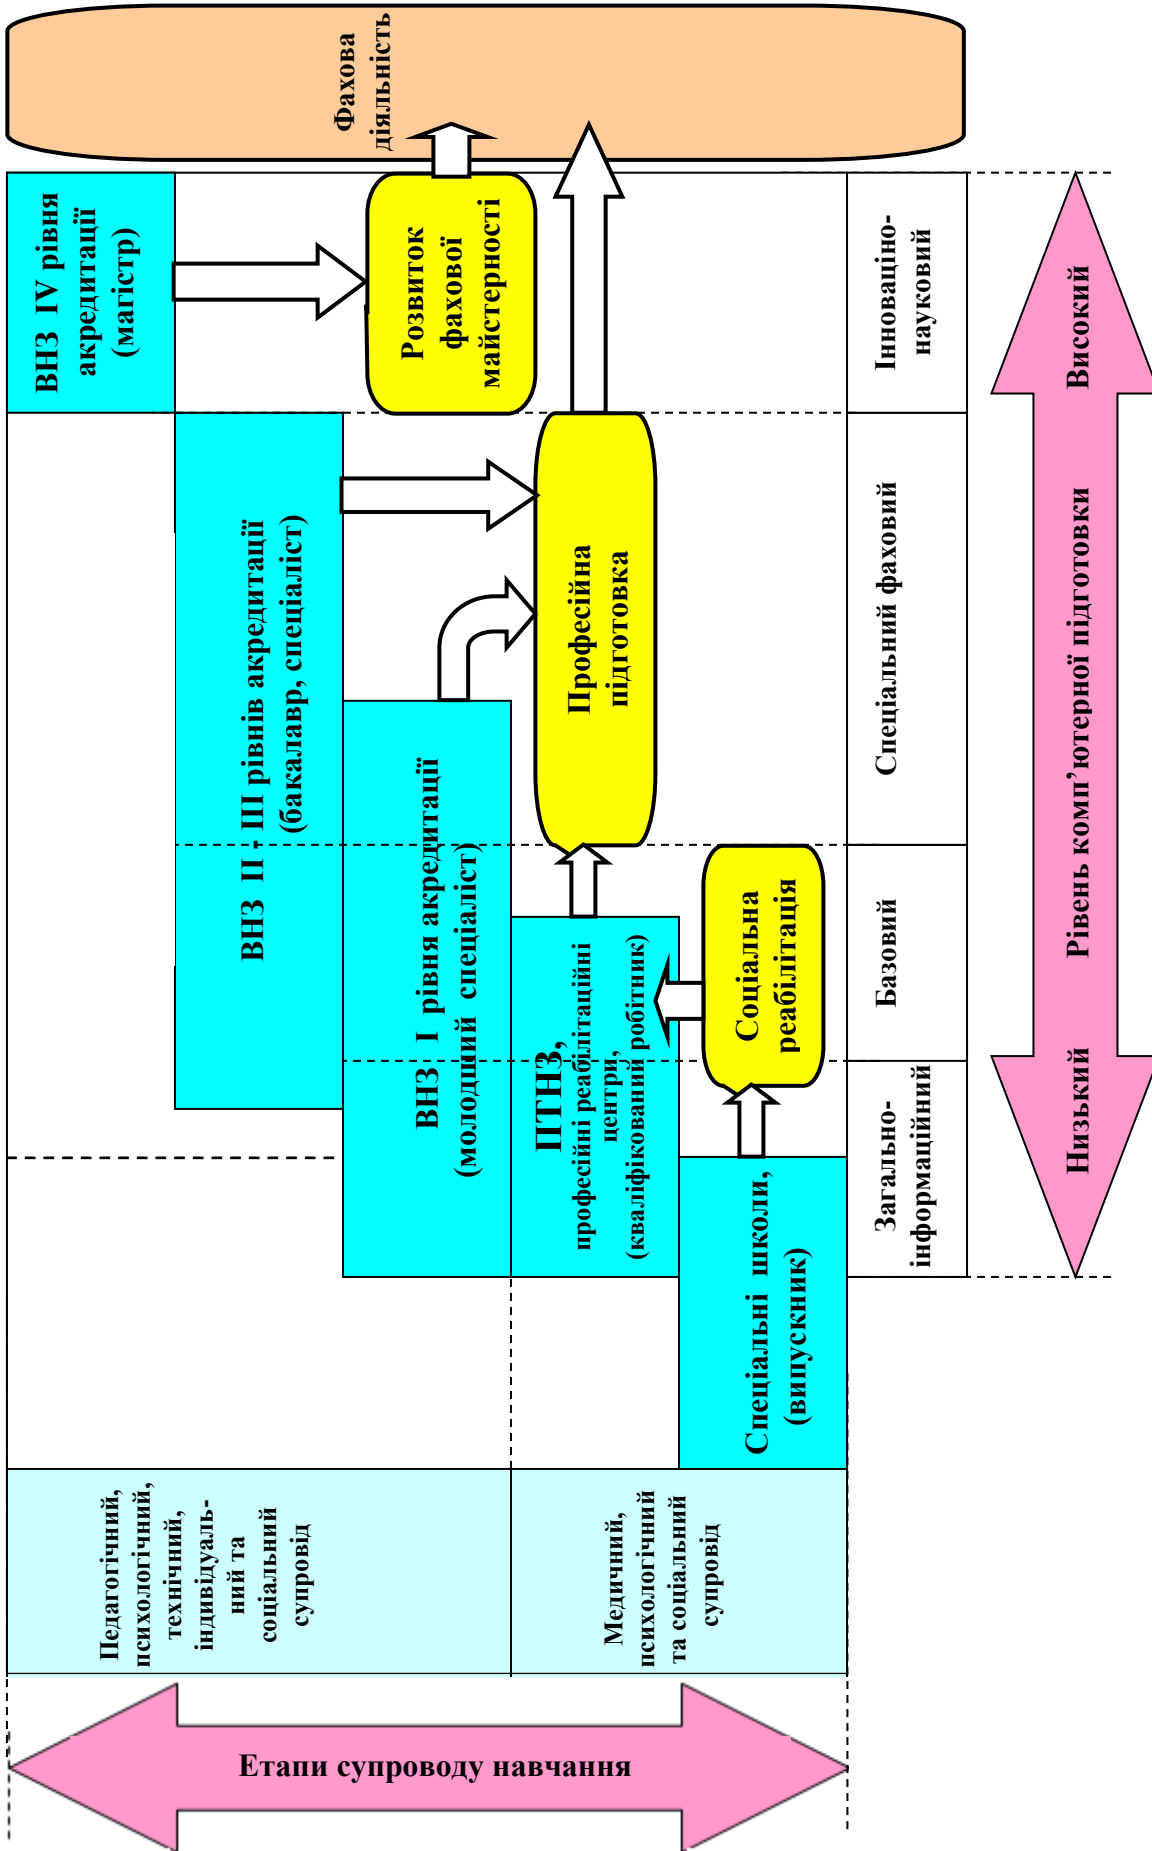 Фахова
діяльність
ВНЗ IV рівня
акредитації
(магістр)
Розвиток
фахової
майстерності
Інноваціно-
науковий
Високий
ВНЗ ІІ - ІІІ рівнів акредитації
(бакалавр, спеціаліст)
Професійна
підготовка
Спеціальний фаховий
Рівень комп’ютерної підготовки
ВНЗ І рівня акредитації
(молодший спеціаліст)
ПТНЗ,
професійні реабілітаційні
центри,
(кваліфікований робітник)
Соціальна
реабілітація
Базовий
Спеціальні школи,
(випускник)
Загально-
інформаційний
Низький
Педагогічний,
психологічний,
технічний,
індивідуаль-
ний та
соціальний
супровід
Медичний,
психологічний
та соціальний
супровід
Етапи супроводу навчання